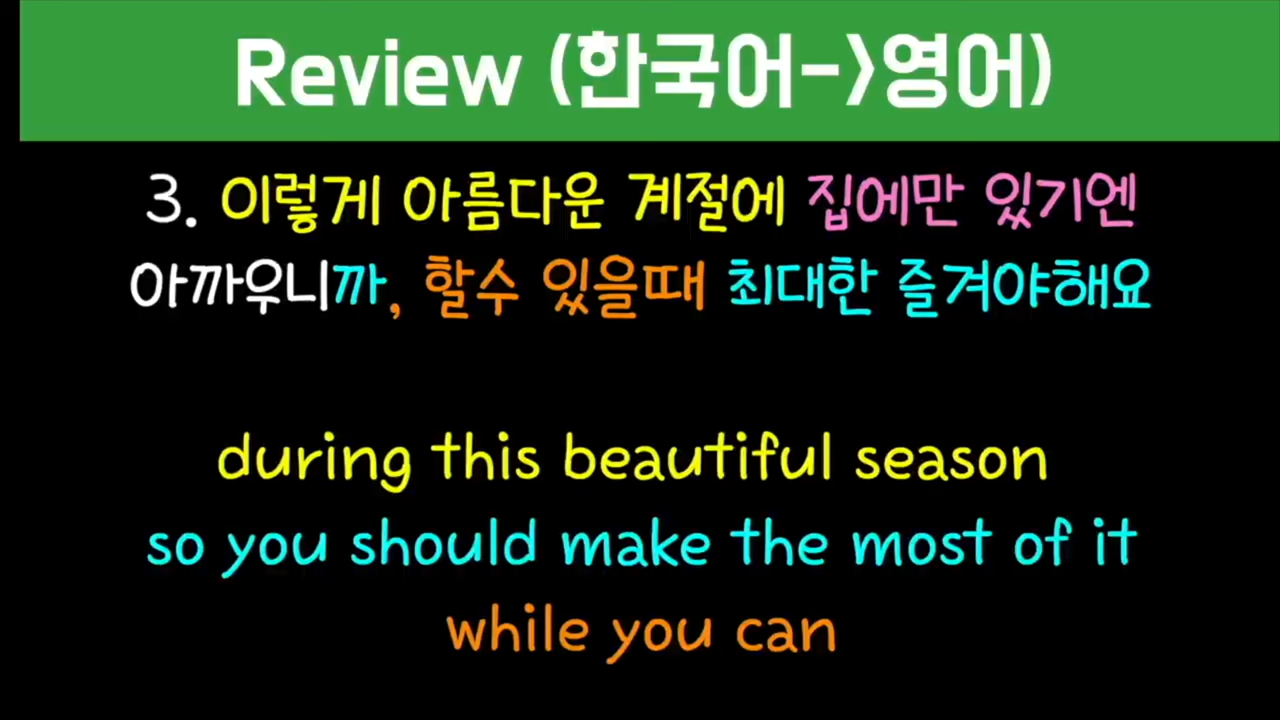 Review (한국어->영어)
3. 이렇게 아름다운 계절에 집에만 있기엔
아까우니까, 할수 있을때 최대한 즐겨야해요
during this beautiful season
so you should make the most of it
while you can